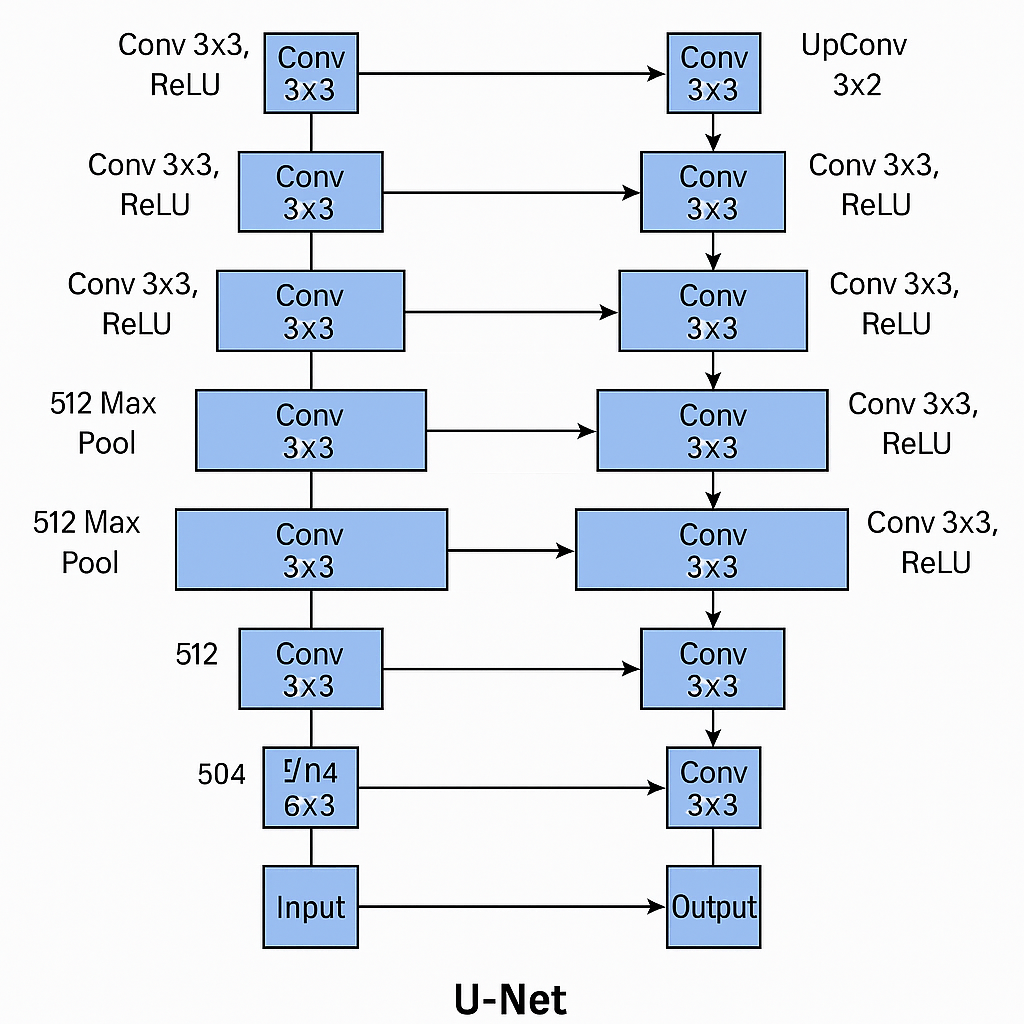 Conv 3x3,
ReLU
Conv
3x3
Conv
3x3
UpConv
3x2
Conv 3x3,
ReLU
Conv
3x3
Conv
3x3
Conv 3x3,
ReLU
Conv 3x3,
ReLU
Conv
3x3
Conv
3x3
Conv 3x3,
ReLU
512 Max
Pool
Conv
3x3
Conv
3x3
Conv 3x3,
ReLU
512 Max
Pool
Conv
3x3
Conv
3x3
Conv 3x3,
ReLU
512
Conv
3x3
Conv
3x3
504
6x3
Conv
3x3
Input
Output
U-Net